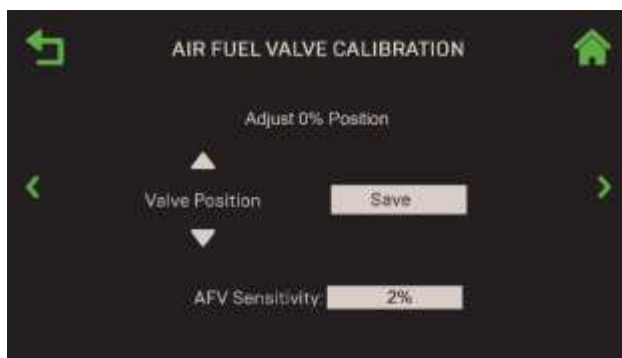 AIR FUEL VALVE CALIBRATION
Adjust 0% Position
Valve Position Save
AFV Sensitivity: 2%